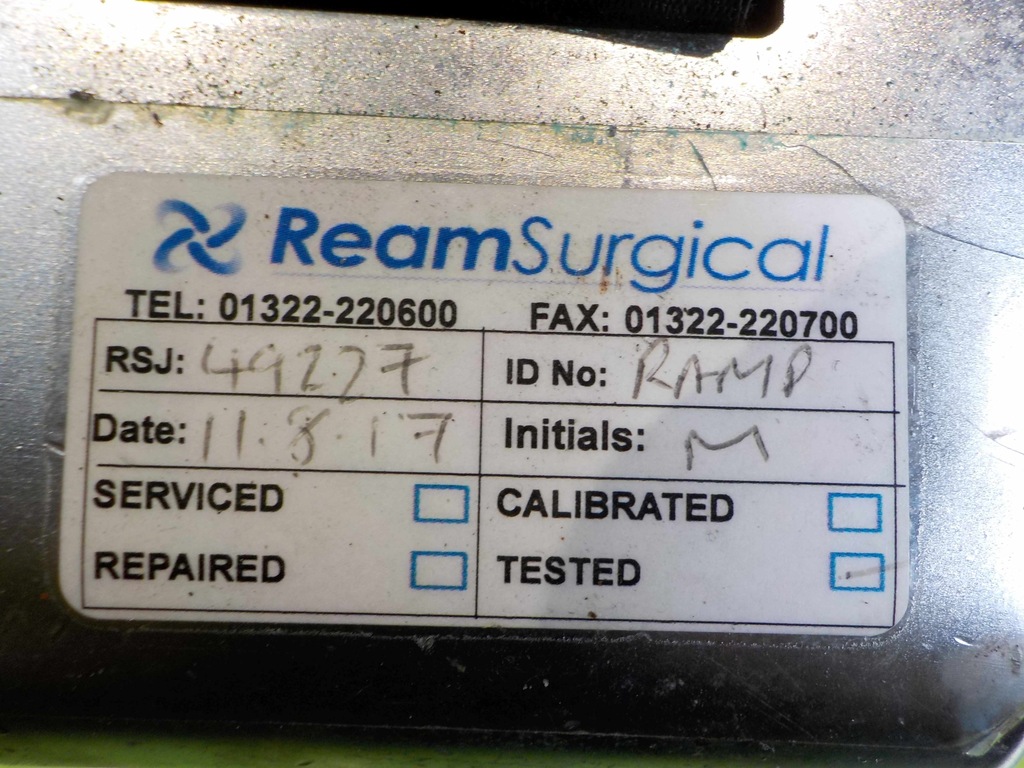 ReamSurgical
TEL: 01322-220600 FAX: 01322-220700
RSJ: 49227 ID No: RAMP
Date: 11.8.17 Initials: M
SERVICED CALIBRATED
REPAIRED TESTED